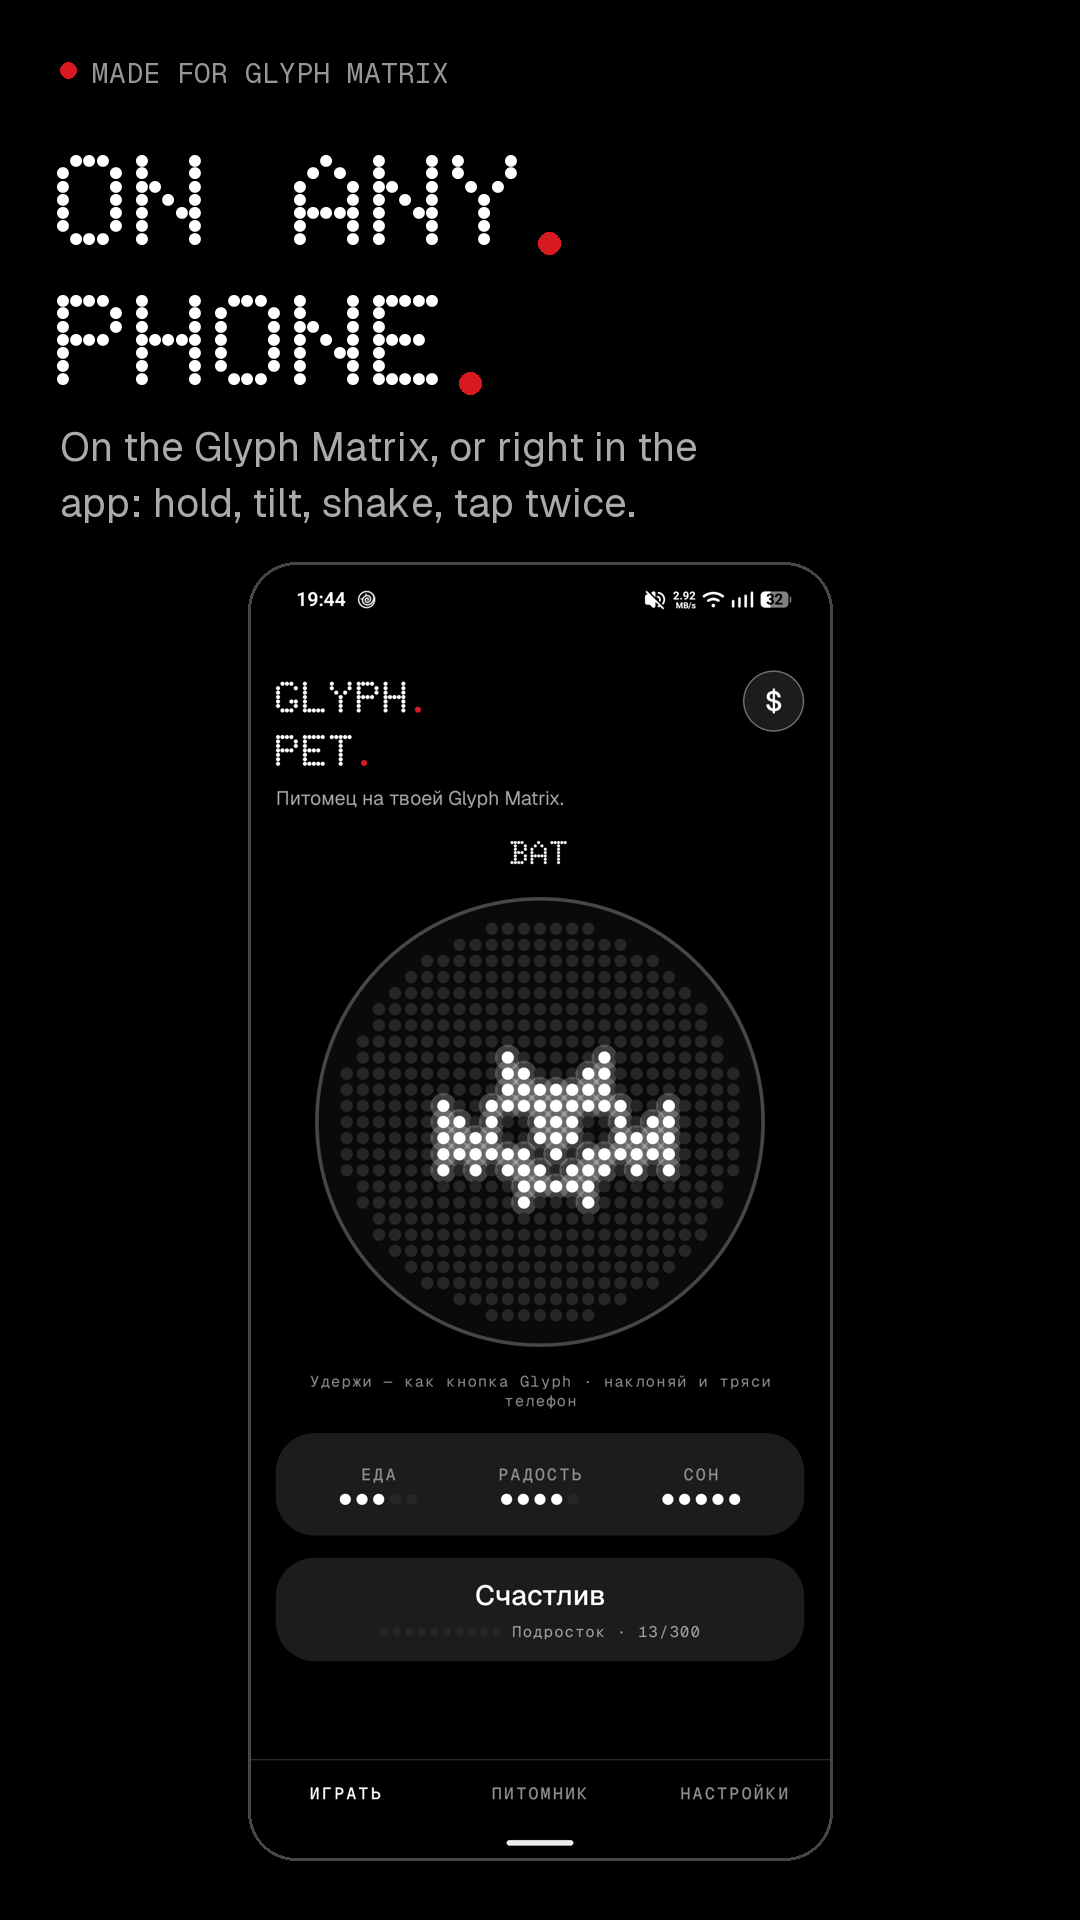 MADE FOR GLYPH MATRIX
ON ANY.
PHONE.
On the Glyph Matrix, or right in the
app: hold, tilt, shake, tap twice.
19:44 2.92 MB/s 32
GLYPH. $
PET.
Питомец на твоей Glyph Matrix.
BAT
Удержи — как кнопка Glyph · наклоняй и тряси
телефон
ЕДА РАДОСТЬ СОН
Счастлив
Подросток · 13/300
ИГРАТЬ ПИТОМНИК НАСТРОЙКИ